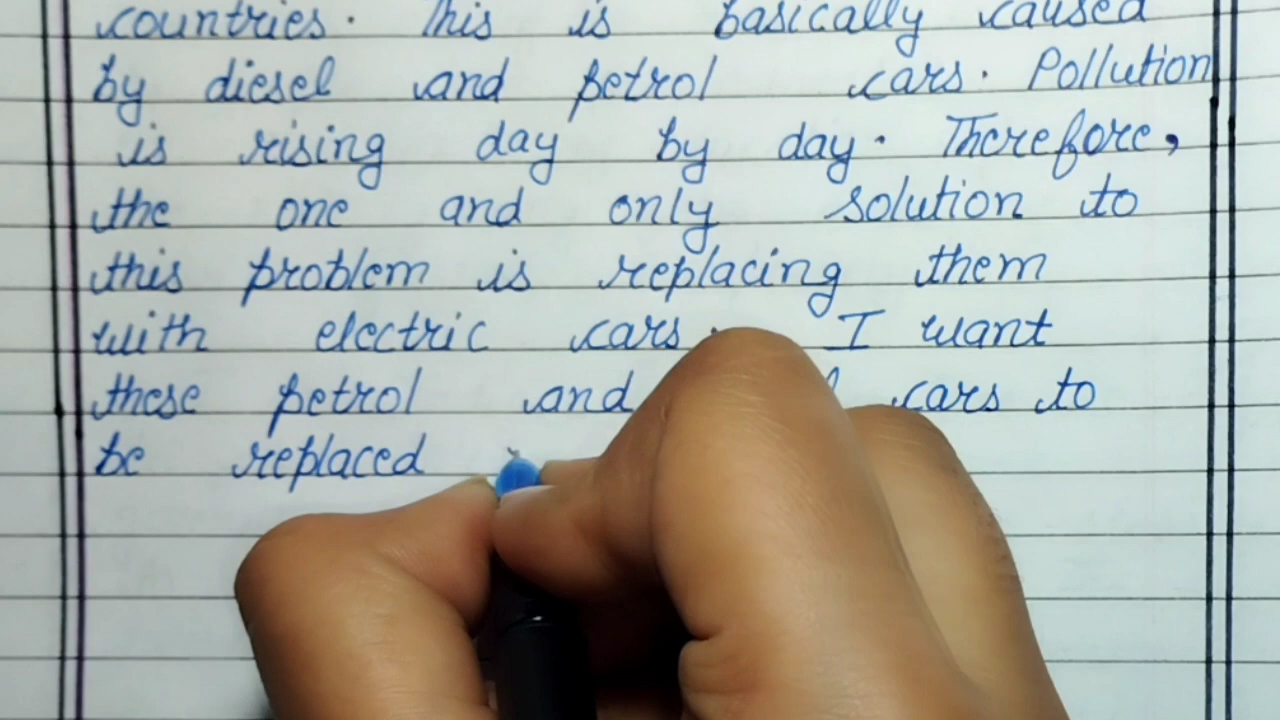 countries. This is basically caused
by diesel and petrol cars. Pollution
is rising day by day. Therefore,
the one and only solution to
this problem is replacing them
with electric cars. I want
these petrol and cars to
be replaced